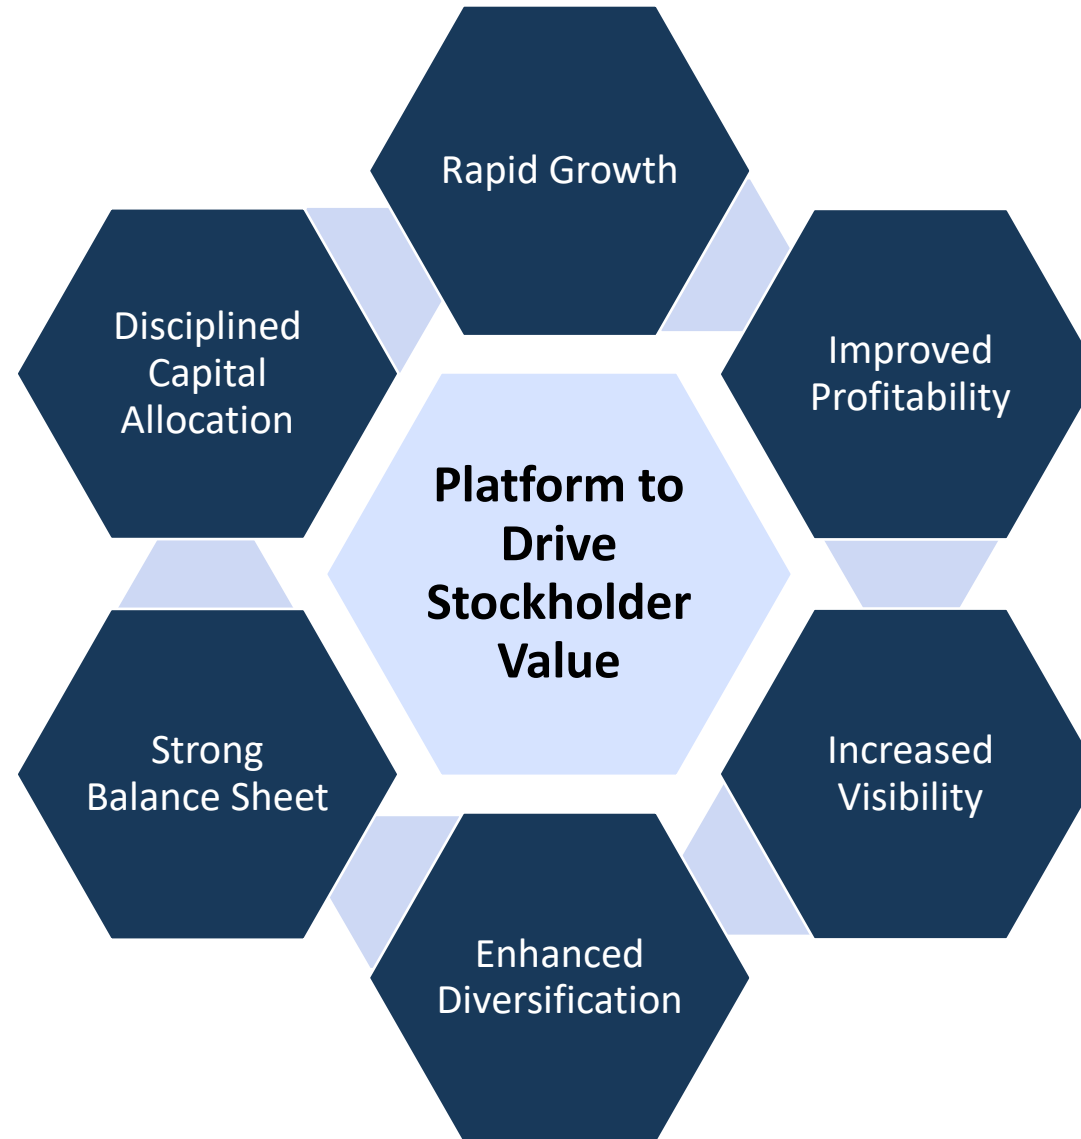 Rapid Growth
Improved
Profitability
Increased
Visibility
Enhanced
Diversification
Strong
Balance Sheet
Disciplined
Capital
Allocation
Platform to
Drive
Stockholder
Value